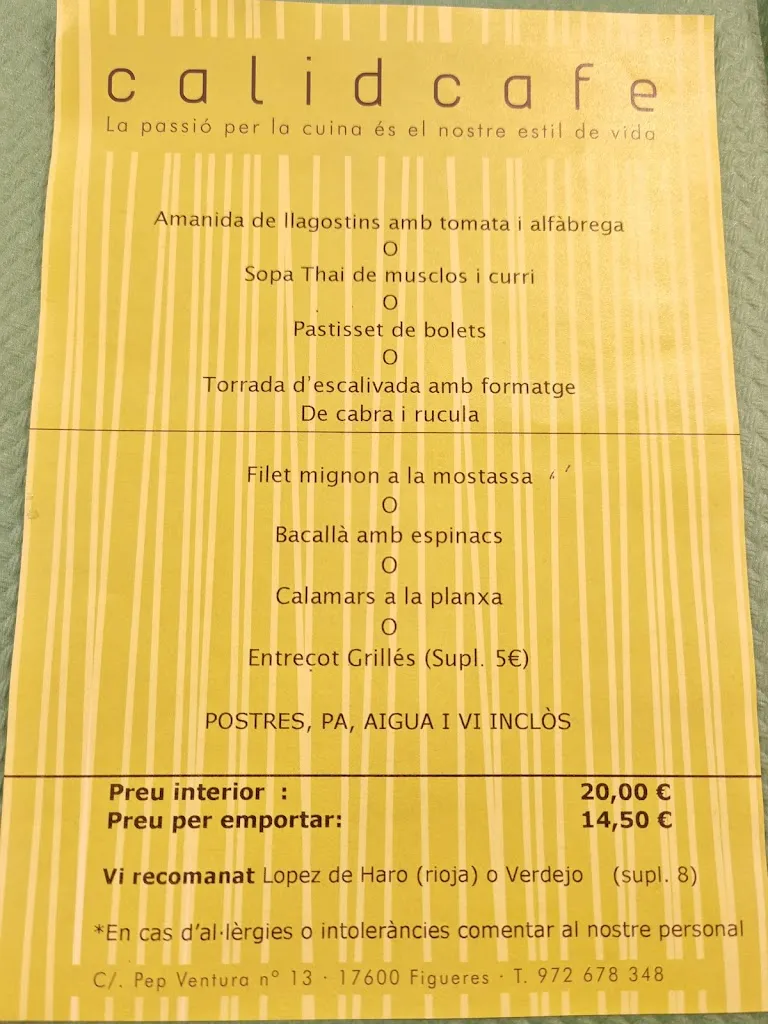 calidcafe
La passió per la cuina és el nostre estil de vida
Amanida de llagostins amb tomata i alfàbrega
O
Sopa Thai de musclos i curri
O
Pastisset de bolets
O
Torrada d'escalivada amb formatge
De cabra i rucula
Filet mignon a la mostassa
O
Bacallà amb espinacs
O
Calamars a la planxa
O
Entreçot Grillés (Supl. 5€)
POSTRES, PA, AIGUA I VI INCLÒS
Preu interior : 20,00 €
Preu per emportar: 14,50 €
Vi recomanat Lopez de Haro (rioja) o Verdejo (supl. 8)
*En cas d'al·lèrgies o intoleràncies comentar al nostre personal
C/. Pep Ventura nº 13 · 17600 Figueres · T. 972 678 348